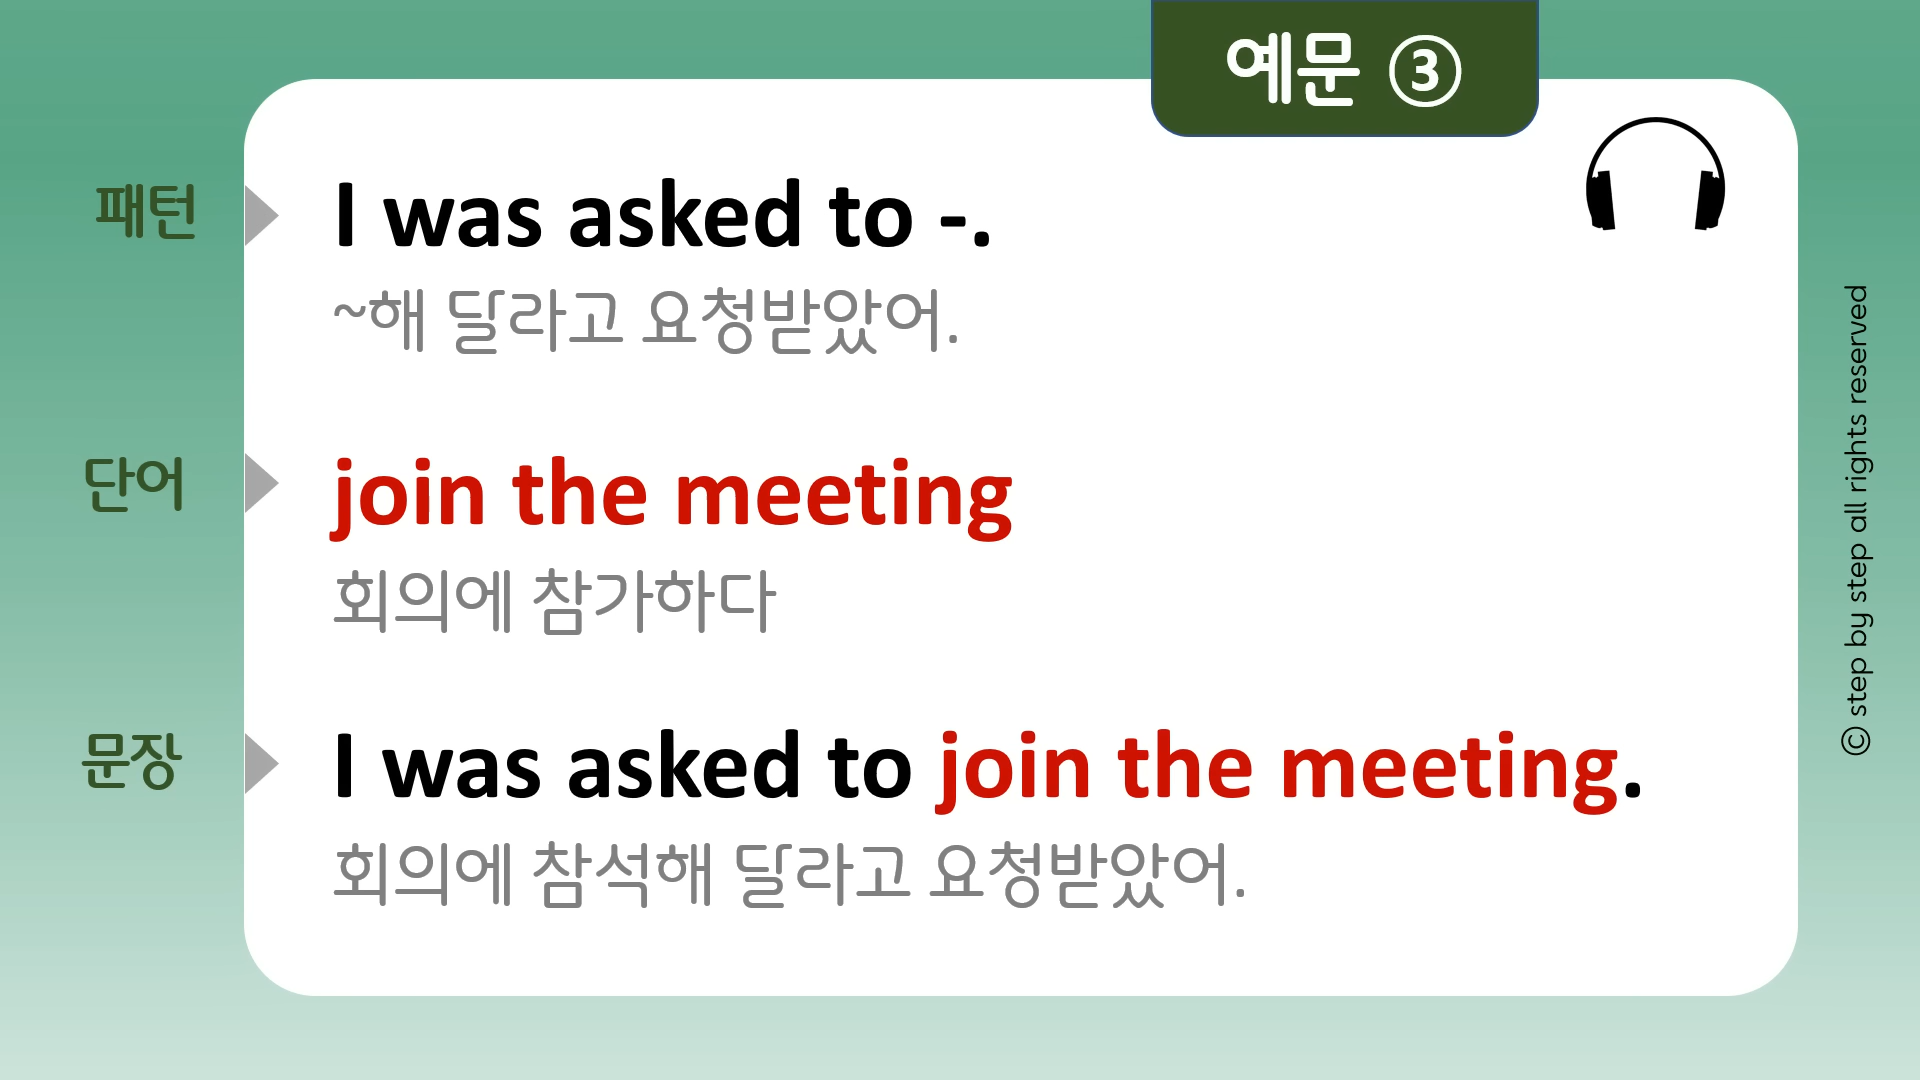 예문 ③
패턴
I was asked to -.
~해 달라고 요청받았어.
단어
join the meeting
회의에 참가하다
문장
I was asked to join the meeting.
회의에 참석해 달라고 요청받았어.
ⓒ step by step all rights reserved